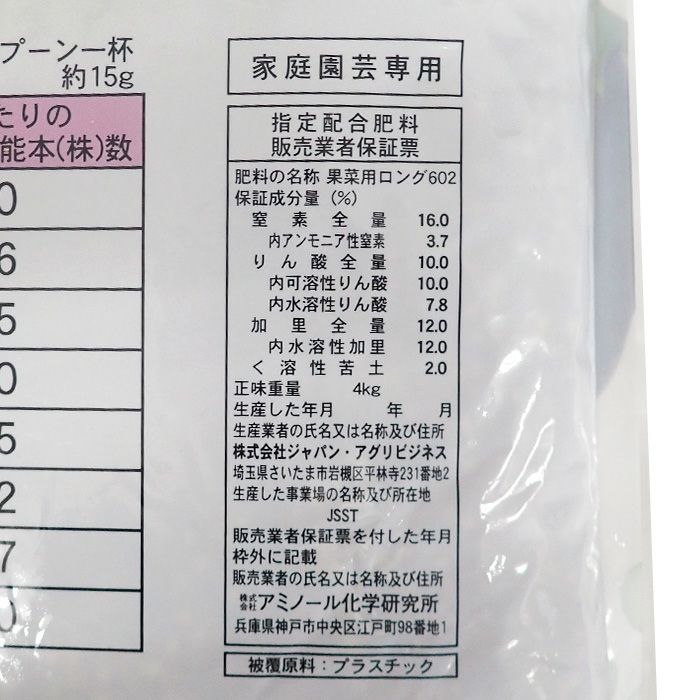 プーン一杯
約15g
たりの
能本(株)数
0
6
5
0
5
2
7
0
家庭園芸専用
指定配合肥料
販売業者保証票
肥料の名称 果菜用ロング602
保証成分量(%)
窒素全量 16.0
内アンモニア性窒素 3.7
りん酸全量 10.0
内可溶性りん酸 10.0
内水溶性りん酸 7.8
加里全量 12.0
内水溶性加里 12.0
く溶性苦土 2.0
正味重量 4kg
生産した年月 年 月
生産業者の氏名又は名称及び住所
株式会社ジャパン・アグリビジネス
埼玉県さいたま市岩槻区平林寺231番地2
生産した事業場の名称及び所在地
JSST
販売業者保証票を付した年月
枠外に記載
販売業者の氏名又は名称及び住所
株式会社アミノール化学研究所
兵庫県神戸市中央区江戸町98番地1
被覆原料:プラスチック